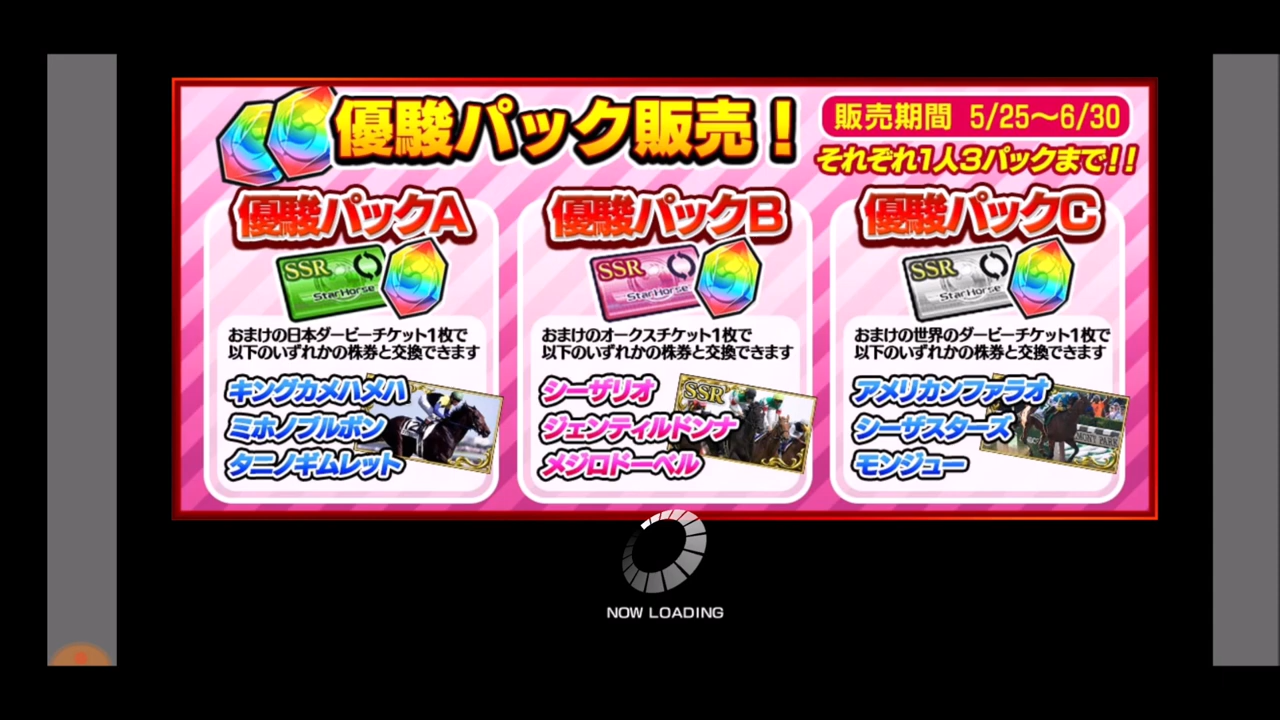 優駿パック販売！
販売期間 5/25～6/30
それぞれ1人3パックまで!!
優駿パックA
SSR
StarHorse
おまけの日本ダービーチケット1枚で
以下のいずれかの株券と交換できます
キングカメハメハ
ミホノブルボン
タニノギムレット
2
優駿パックB
SSR
StarHorse
おまけのオークスチケット1枚で
以下のいずれかの株券と交換できます
シーザリオ
ジェンティルドンナ
メジロドーベル
SSR
優駿パックC
SSR
StarHorse
おまけの世界のダービーチケット1枚で
以下のいずれかの株券と交換できます
アメリカンファラオ
シーザスターズ
モンジュー
NOW LOADING